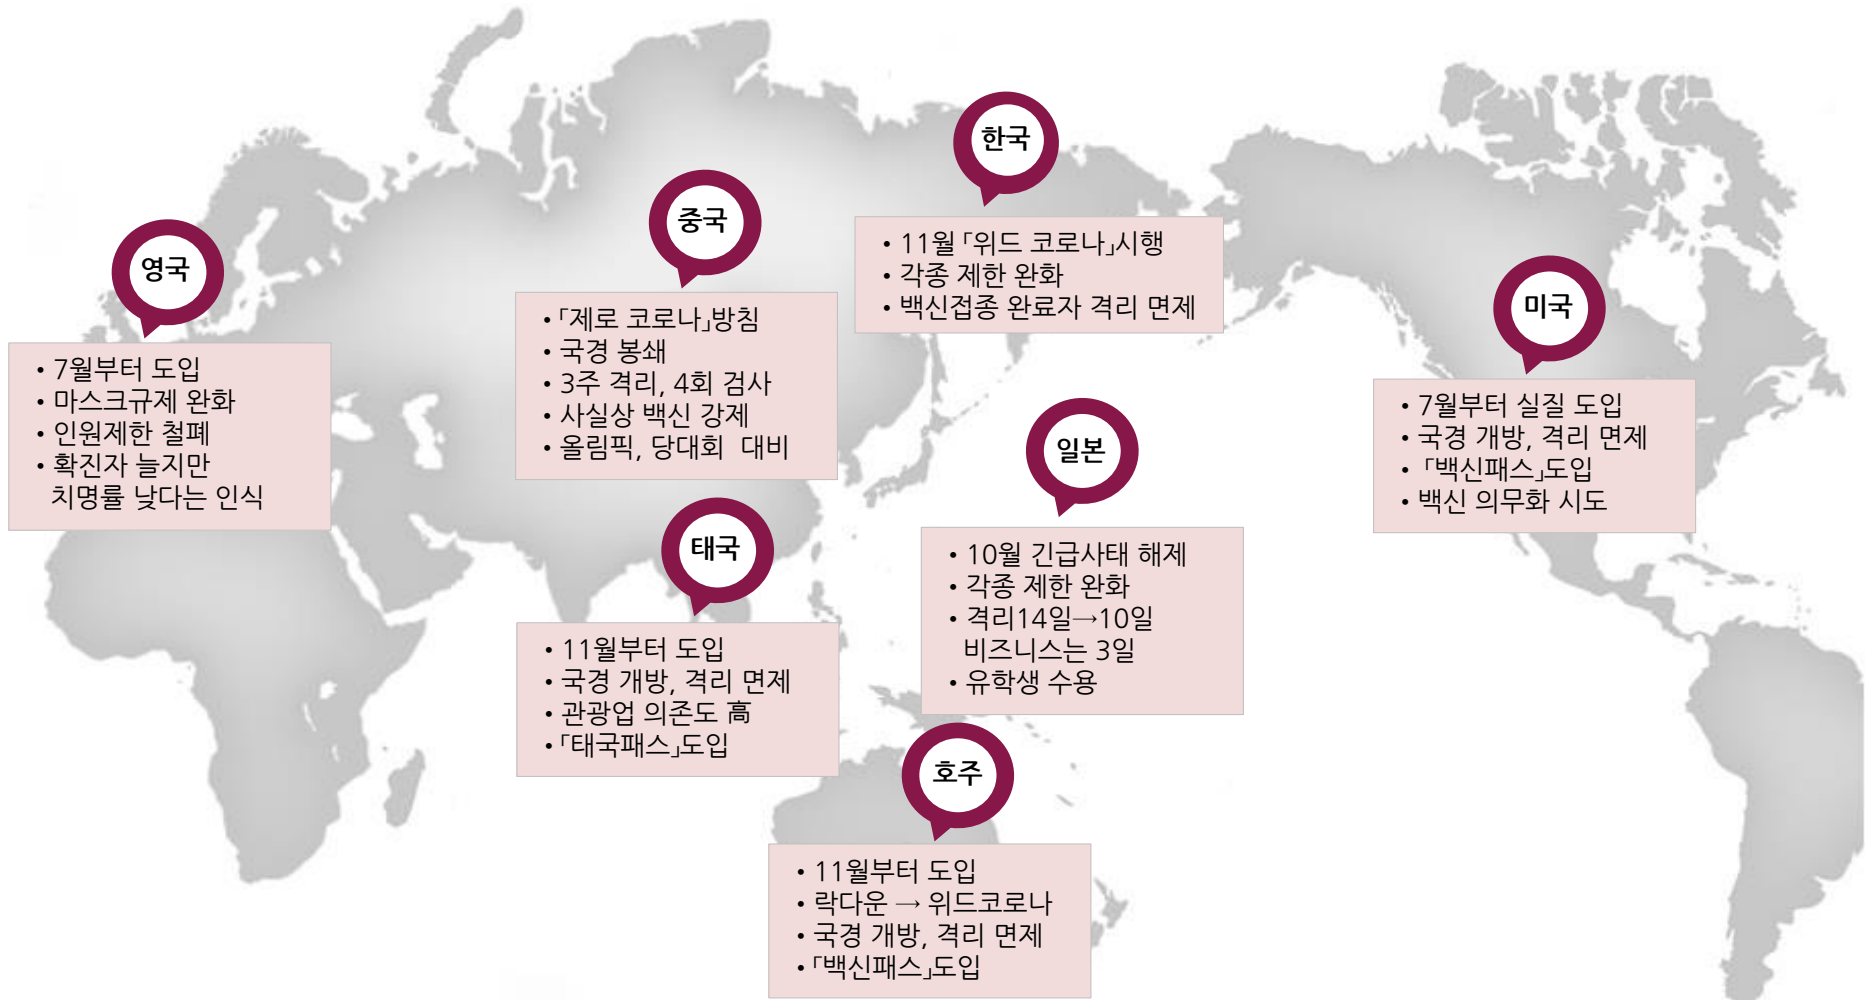 영국
• 7월부터 도입
• 마스크규제 완화
• 인원제한 철폐
• 확진자 늘지만
치명률 낮다는 인식
중국
• 「제로 코로나」방침
• 국경 봉쇄
• 3주 격리, 4회 검사
• 사실상 백신 강제
• 올림픽, 당대회 대비
한국
• 11월 「위드 코로나」시행
• 각종 제한 완화
• 백신접종 완료자 격리 면제
미국
• 7월부터 실질 도입
• 국경 개방, 격리 면제
• 「백신패스」도입
• 백신 의무화 시도
일본
• 10월 긴급사태 해제
• 각종 제한 완화
• 격리14일→10일
비즈니스는 3일
• 유학생 수용
태국
• 11월부터 도입
• 국경 개방, 격리 면제
• 관광업 의존도 高
• 「태국패스」도입
호주
• 11월부터 도입
• 락다운 → 위드코로나
• 국경 개방, 격리 면제
• 「백신패스」도입